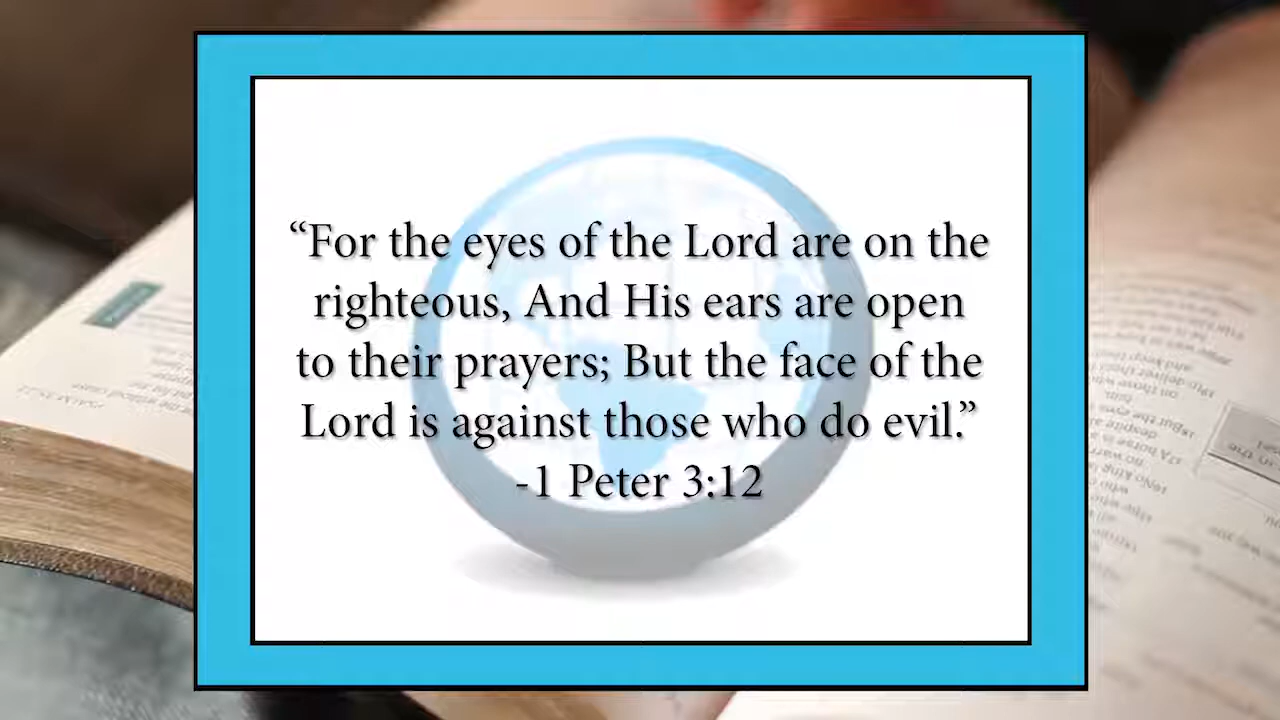 “For the eyes of the Lord are on the
righteous, And His ears are open
to their prayers; But the face of the
Lord is against those who do evil.”
-1 Peter 3:12